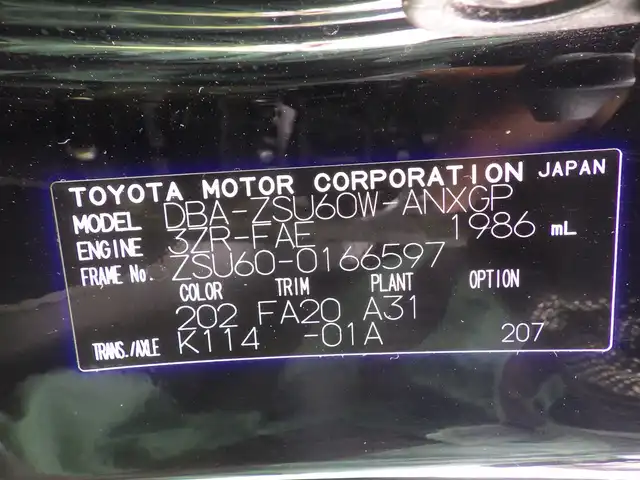 TOYOTA MOTOR CORPORATION JAPAN
MODEL DBA-ZSU60W-ANXGP
ENGINE 3ZR-FAE 1986 mL
FRAME No. ZSU60-0166597
COLOR TRIM PLANT OPTION
202 FA20 A31
TRANS./AXLE K114 -01A 207